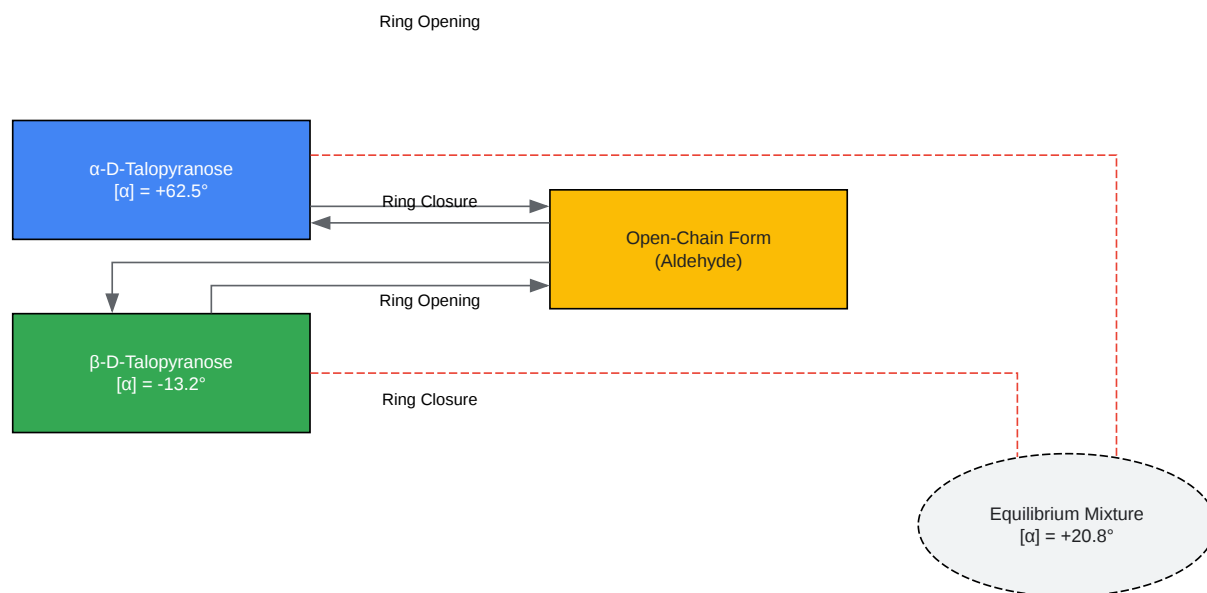 Ring Opening
α-D-Talopyranose
[α] = +62.5°
Ring Closure
Open-Chain Form
(Aldehyde)
Ring Opening
β-D-Talopyranose
[α] = -13.2°
Ring Closure
Equilibrium Mixture
[α] = +20.8°